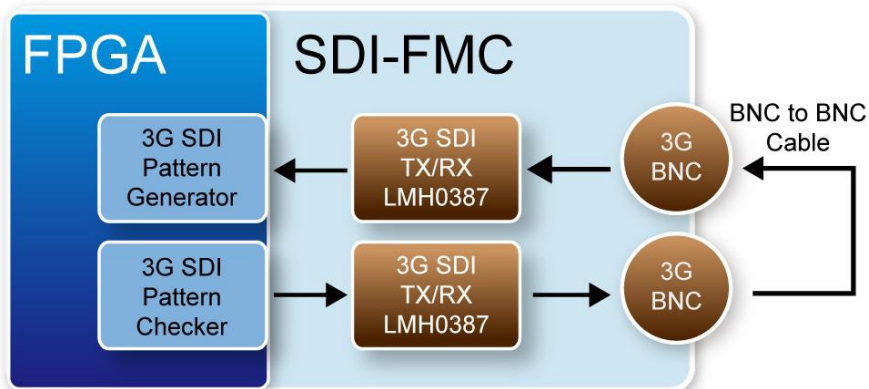 FPGA
SDI-FMC
BNC to BNC
Cable
3G SDI
Pattern
Generator
3G SDI
TX/RX
LMH0387
3G
BNC
3G SDI
Pattern
Checker
3G SDI
TX/RX
LMH0387
3G
BNC